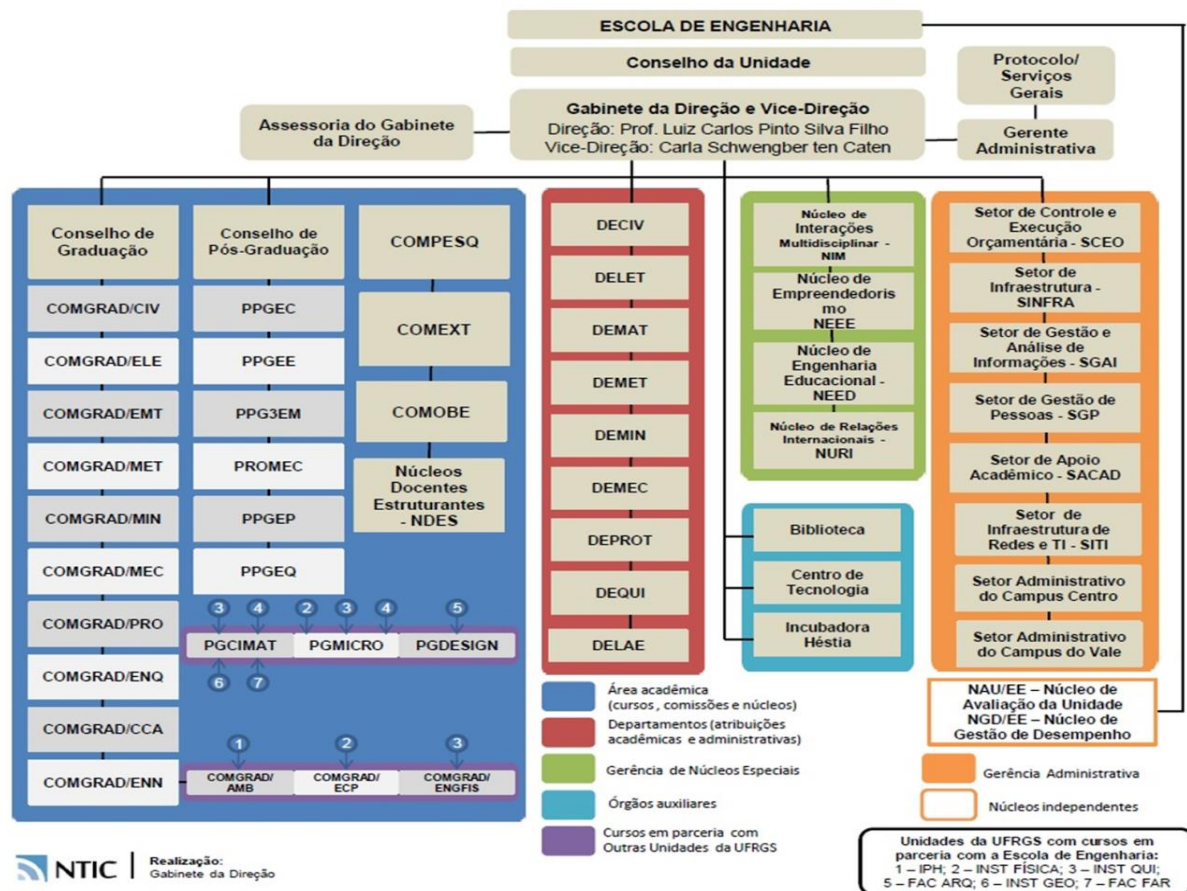 ESCOLA DE ENGENHARIA
Conselho da Unidade
Protocolo/
Serviços
Gerais
Assessoria do Gabinete
da Direção
Gabinete da Direção e Vice-Direção
Direção: Prof. Luiz Carlos Pinto Silva Filho
Vice-Direção: Carla Schwengber ten Caten
Gerente
Administrativa
Conselho de
Graduação
COMGRAD/CIV
COMGRAD/ELE
COMGRAD/EMT
COMGRAD/MET
COMGRAD/MIN
COMGRAD/MEC
COMGRAD/PRO
COMGRAD/ENQ
COMGRAD/CCA
COMGRAD/ENN
Conselho de
Pós-Graduação
PPGEC
PPGEE
PPG3EM
PROMEC
PPGEP
PPGEQ
COMPESQ
COMEXT
COMOBE
Núcleos
Docentes
Estruturantes
- NDES
3 4 2 3 4 5
PGCIMAT PGMICRO PGDESIGN
6 7
1 2 3
COMGRAD/
AMB
COMGRAD/
ECP
COMGRAD/
ENGFIS
DECIV
DELET
DEMAT
DEMET
DEMIN
DEMEC
DEPROT
DEQUI
DELAE
Núcleo de
Interações
Multidisciplinar -
NIM
Núcleo de
Empreendedoris
mo
NEEE
Núcleo de
Engenharia
Educacional -
NEED
Núcleo de Relações
Internacionais -
NURI
Biblioteca
Centro de
Tecnologia
Incubadora
Héstia
Setor de Controle e
Execução
Orçamentária - SCEO
Setor de
Infraestrutura -
SINFRA
Setor de Gestão e
Análise de
Informações - SGAI
Setor de Gestão de
Pessoas - SGP
Setor de Apoio
Acadêmico - SACAD
Setor de
Infraestrutura de
Redes e TI - SITI
Setor Administrativo
do Campus Centro
Setor Administrativo
do Campus do Vale
NAU/EE – Núcleo de
Avaliação da Unidade
NGD/EE – Núcleo de
Gestão de Desempenho
Área acadêmica
(cursos , comissões e núcleos)
Departamentos (atribuições
acadêmicas e administrativas)
Gerência de Núcleos Especiais
Órgãos auxiliares
Cursos em parceria com
Outras Unidades da UFRGS
Gerência Administrativa
Núcleos independentes
Unidades da UFRGS com cursos em
parceria com a Escola de Engenharia:
1 – IPH; 2 – INST FÍSICA; 3 – INST QUI;
5 – FAC ARQ; 6 – INST GEO; 7 – FAC FAR
NTIC
Realização:
Gabinete da Direção